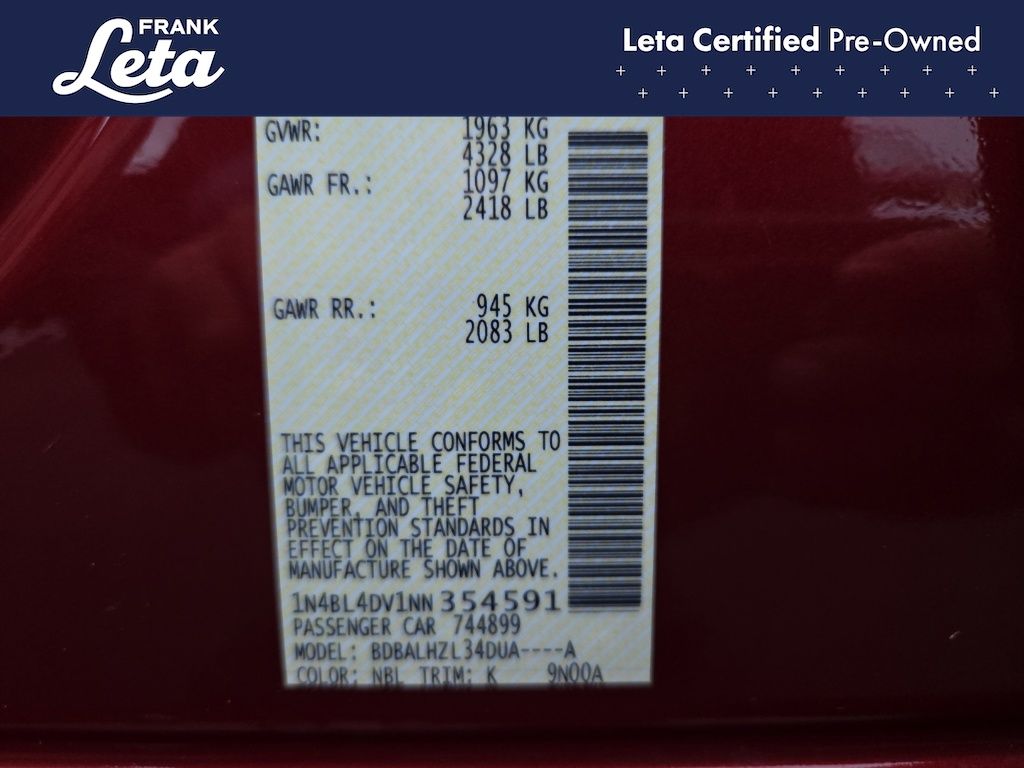 FRANK
Leta
Leta Certified Pre-Owned
GVWR: 1963 KG
4328 LB
GAWR FR.: 1097 KG
2418 LB
GAWR RR.: 945 KG
2083 LB
THIS VEHICLE CONFORMS TO
ALL APPLICABLE FEDERAL
MOTOR VEHICLE SAFETY,
BUMPER, AND THEFT
PREVENTION STANDARDS IN
EFFECT ON THE DATE OF
MANUFACTURE SHOWN ABOVE.
1N4BL4DV1NN354591
PASSENGER CAR 744899
MODEL: BDBALHZL34DUA----A
COLOR: NBL TRIM: K 9N00A